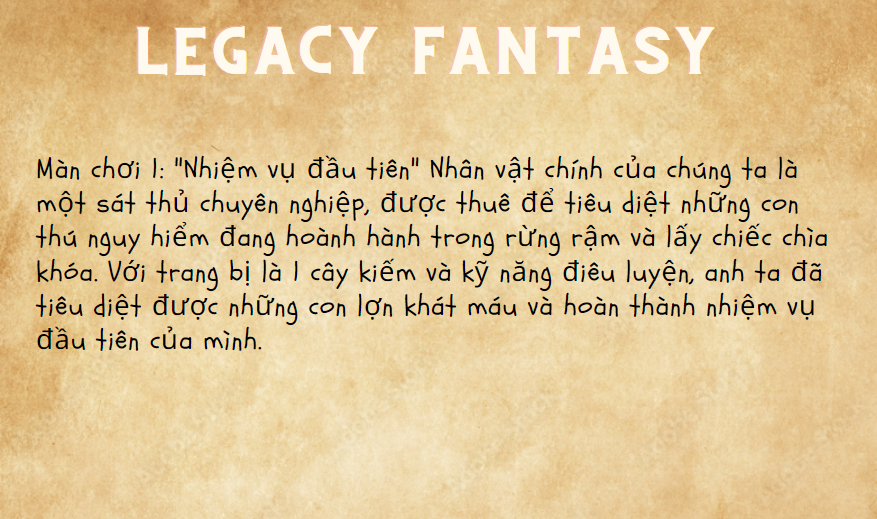 LEGACY FANTASY
Màn chơi 1: "Nhiệm vụ đầu tiên" Nhân vật chính của chúng ta là
một sát thủ chuyên nghiệp, được thuê để tiêu diệt những con
thú nguy hiểm đang hoành hành trong rừng rậm và lấy chiếc chìa
khóa. Với trang bị là 1 cây kiếm và kỹ năng điêu luyện, anh ta đã
tiêu diệt được những con lợn khát máu và hoàn thành nhiệm vụ
đầu tiên của mình.